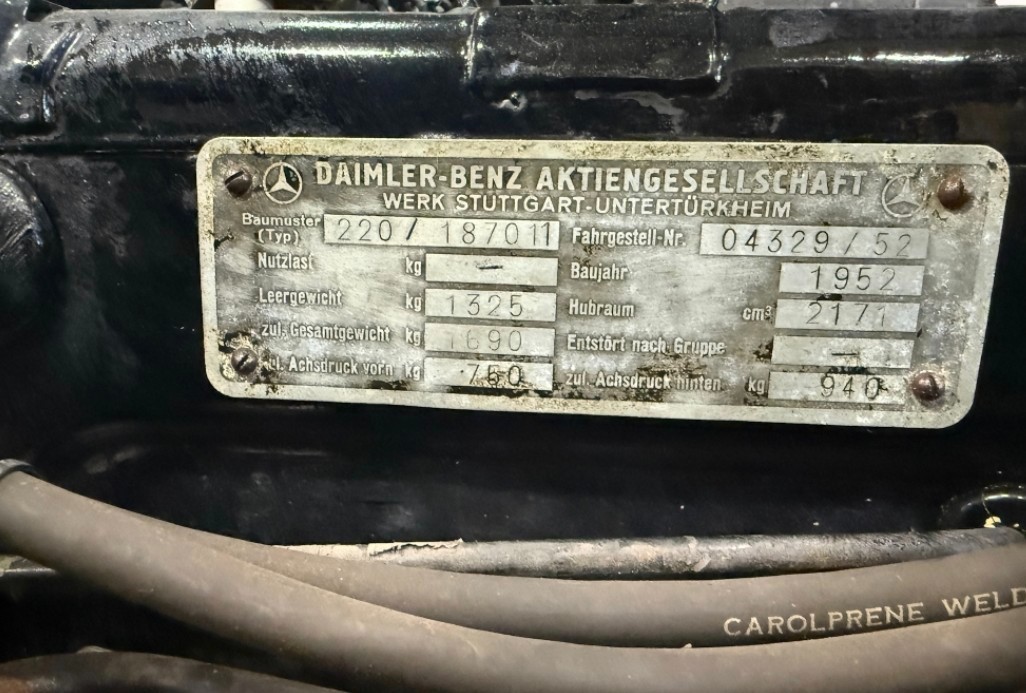 DAIMLER-BENZ AKTIENGESELLSCHAFT
WERK STUTTGART-UNTERTÜRKHEIM
Baumuster (Typ) 220/ 187011 Fahrgestell-Nr. 04329/52
Nutzlast kg – Baujahr 1952
Leergewicht kg 1325 Hubraum cm³ 2171
zul. Gesamtgewicht kg 1690 Entstört nach Gruppe –
zul. Achsdruck vorn kg 750 zul. Achsdruck hinten kg 940
CAROLPRENE WELD